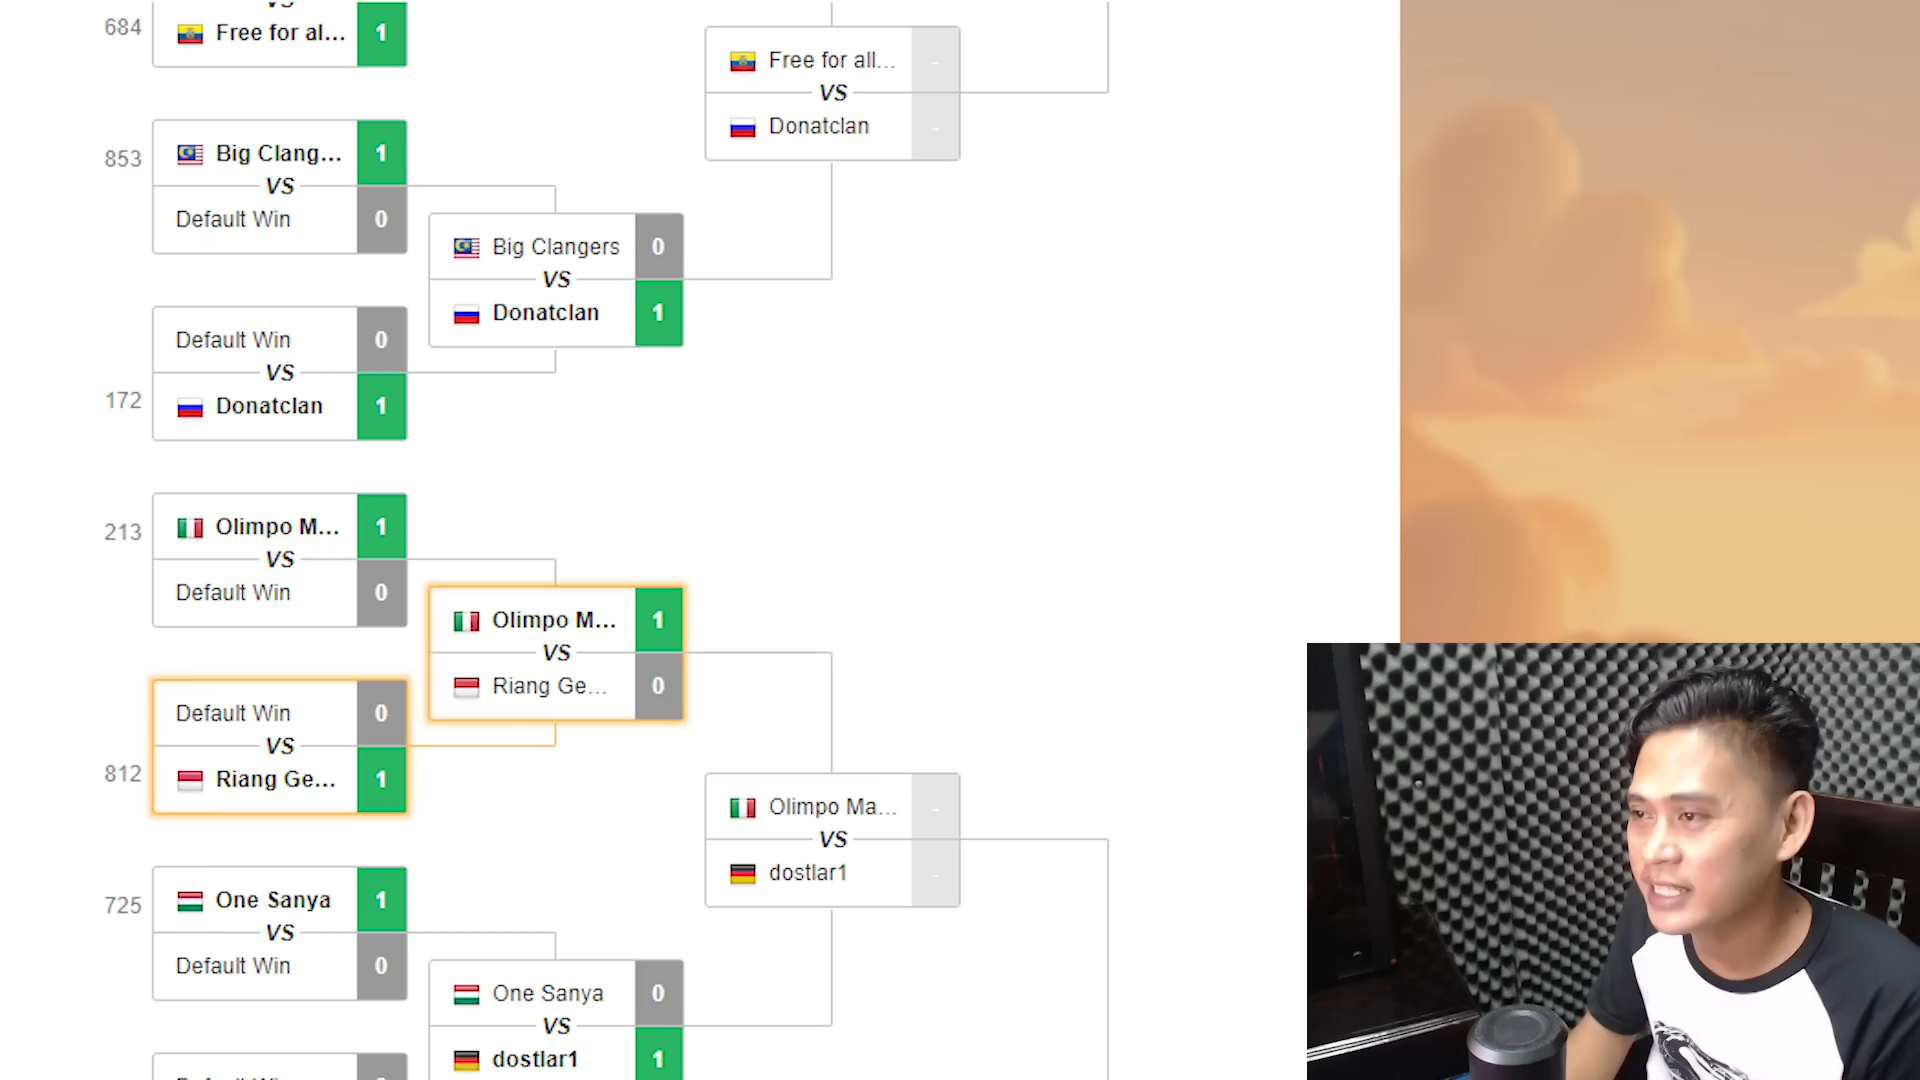 684
Free for al... 1
853
Big Clang... 1
VS
Default Win 0
Default Win 0
VS
172
Donatclan 1
213
Olimpo M... 1
VS
Default Win 0
Default Win 0
VS
812
Riang Ge... 1
725
One Sanya 1
VS
Default Win 0
Big Clangers 0
VS
Donatclan 1
Olimpo M... 1
VS
Riang Ge... 0
One Sanya 0
VS
dostlar1 1
Free for all... -
VS
Donatclan -
Olimpo Ma... -
VS
dostlar1 -